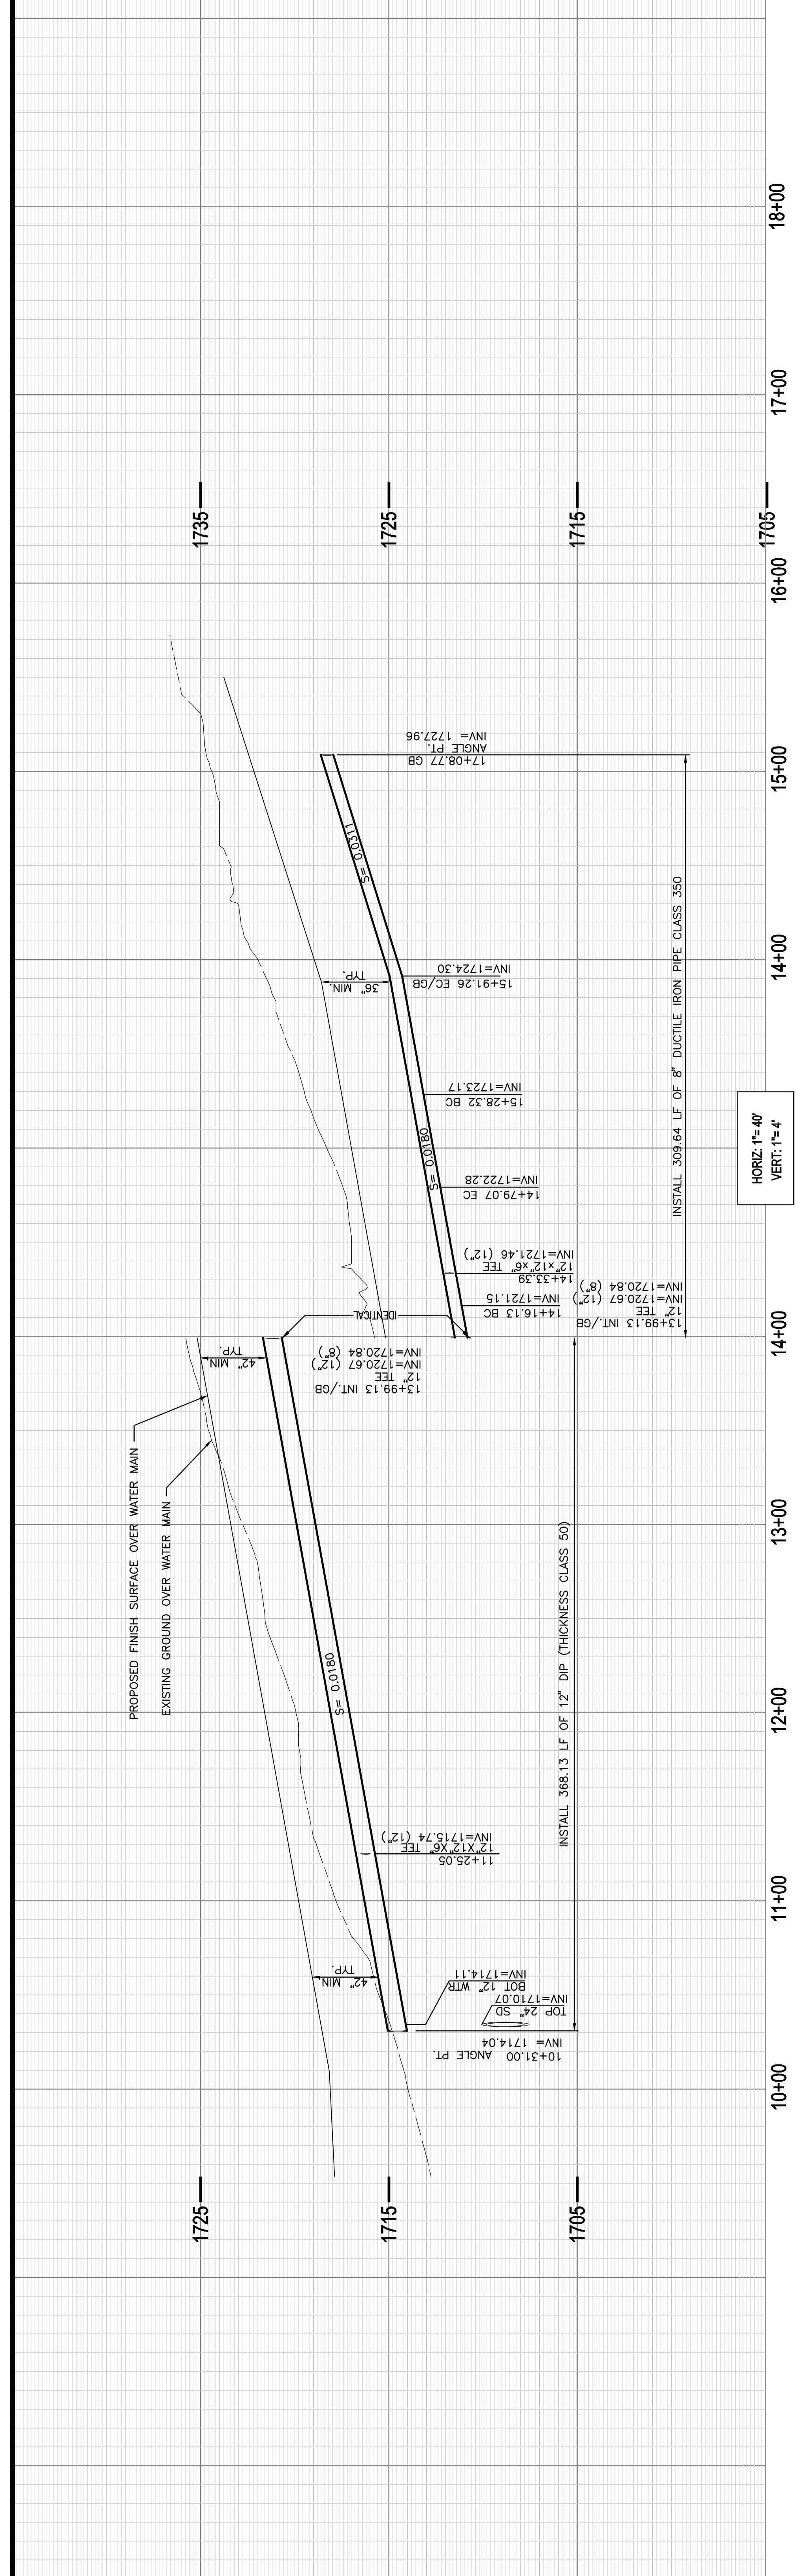 PROPOSED FINISH SURFACE OVER WATER MAIN
EXISTING GROUND OVER WATER MAIN
1725
1715
1705
1735
1725
1715
1705
42" MIN
TYP.
10+31.00 ANGLE PT.
INV= 1714.04
TOP 24" SD
INV=1710.07
BOT 12" WTR
INV=1714.11
11+25.05
12"X12"X6" TEE
INV=1715.74 (12")
S= 0.0180
42" MIN
TYP.
13+99.13 INT./GB
12" TEE
INV=1720.67 (12")
INV=1720.84 (8")
IDENTICAL
13+99.13 INT./GB
12" TEE
INV=1720.67 (12")
INV=1720.84 (8")
14+16.13 BC
INV=1721.15
14+33.39
12"x12"x6" TEE
INV=1721.46 (12")
14+79.07 EC
INV=1722.28
S= 0.0180
15+28.32 BC
INV=1723.17
36" MIN.
TYP.
15+91.26 EC/GB
INV=1724.30
S= 0.0311
17+08.77 GB
ANGLE PT.
INV= 1727.96
INSTALL 368.13 LF OF 12" DIP (THICKNESS CLASS 50)
INSTALL 309.64 LF OF 8" DUCTILE IRON PIPE CLASS 350
10+00
11+00
12+00
13+00
14+00
14+00
15+00
16+00
17+00
18+00
HORIZ: 1"= 40'
VERT: 1"= 4'